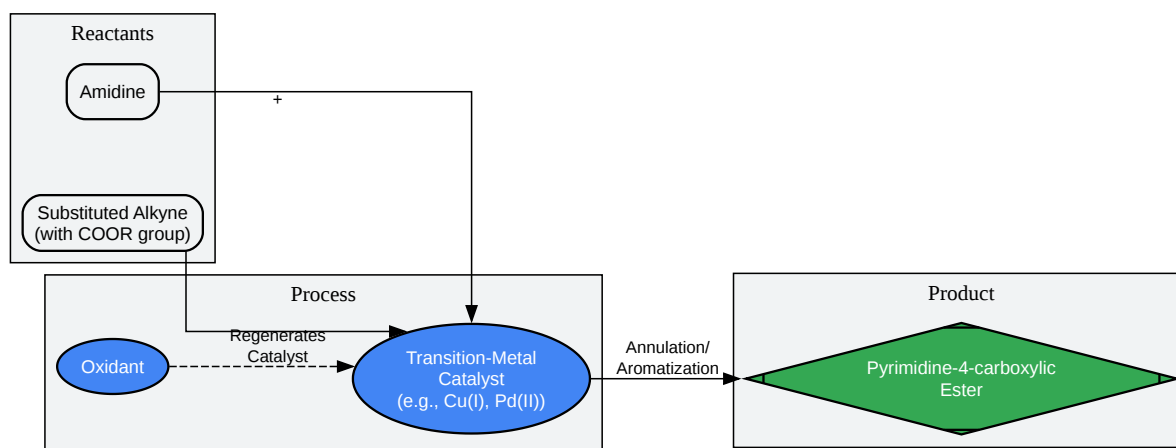 Reactants
Amidine
+
Substituted Alkyne
(with COOR group)
Process
Oxidant
Regenerates
Catalyst
Transition-Metal
Catalyst
(e.g., Cu(I), Pd(II))
Annulation/
Aromatization
Product
Pyrimidine-4-carboxylic
Ester